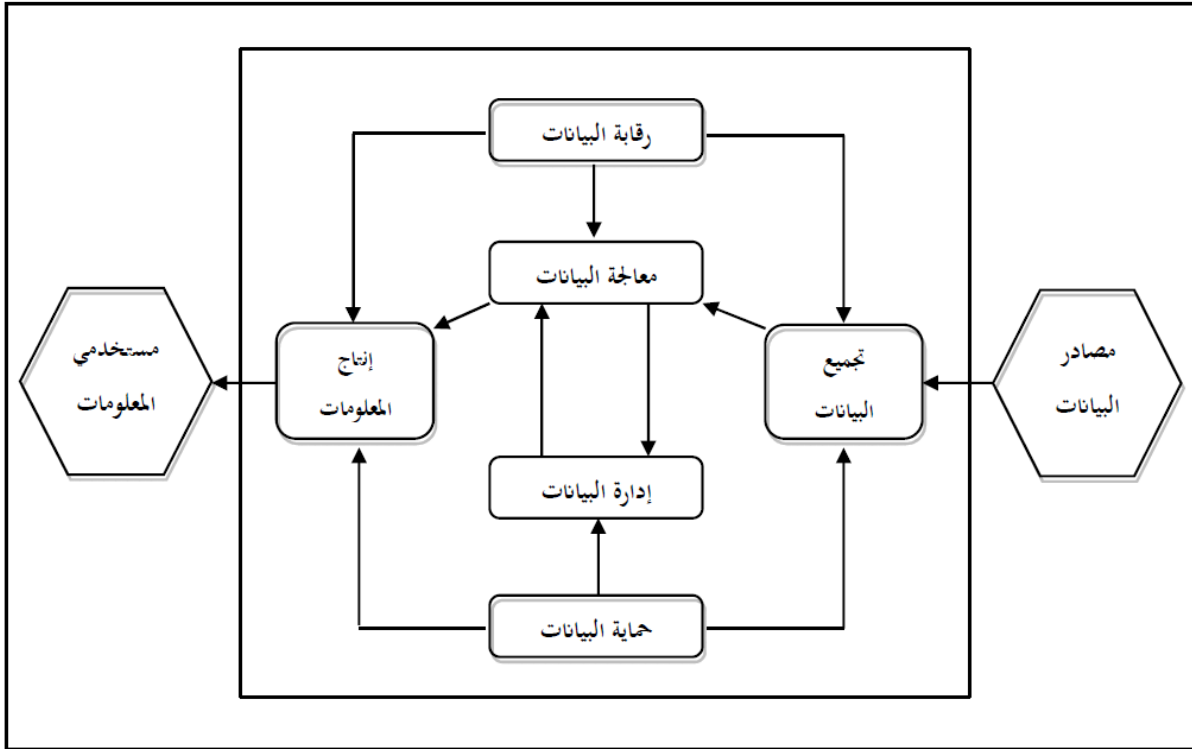 رقابة البيانات
معالجة البيانات
مصادر
البيانات
تجميع
البيانات
إنتاج
المعلومات
مستخدمي
المعلومات
إدارة البيانات
حماية البيانات